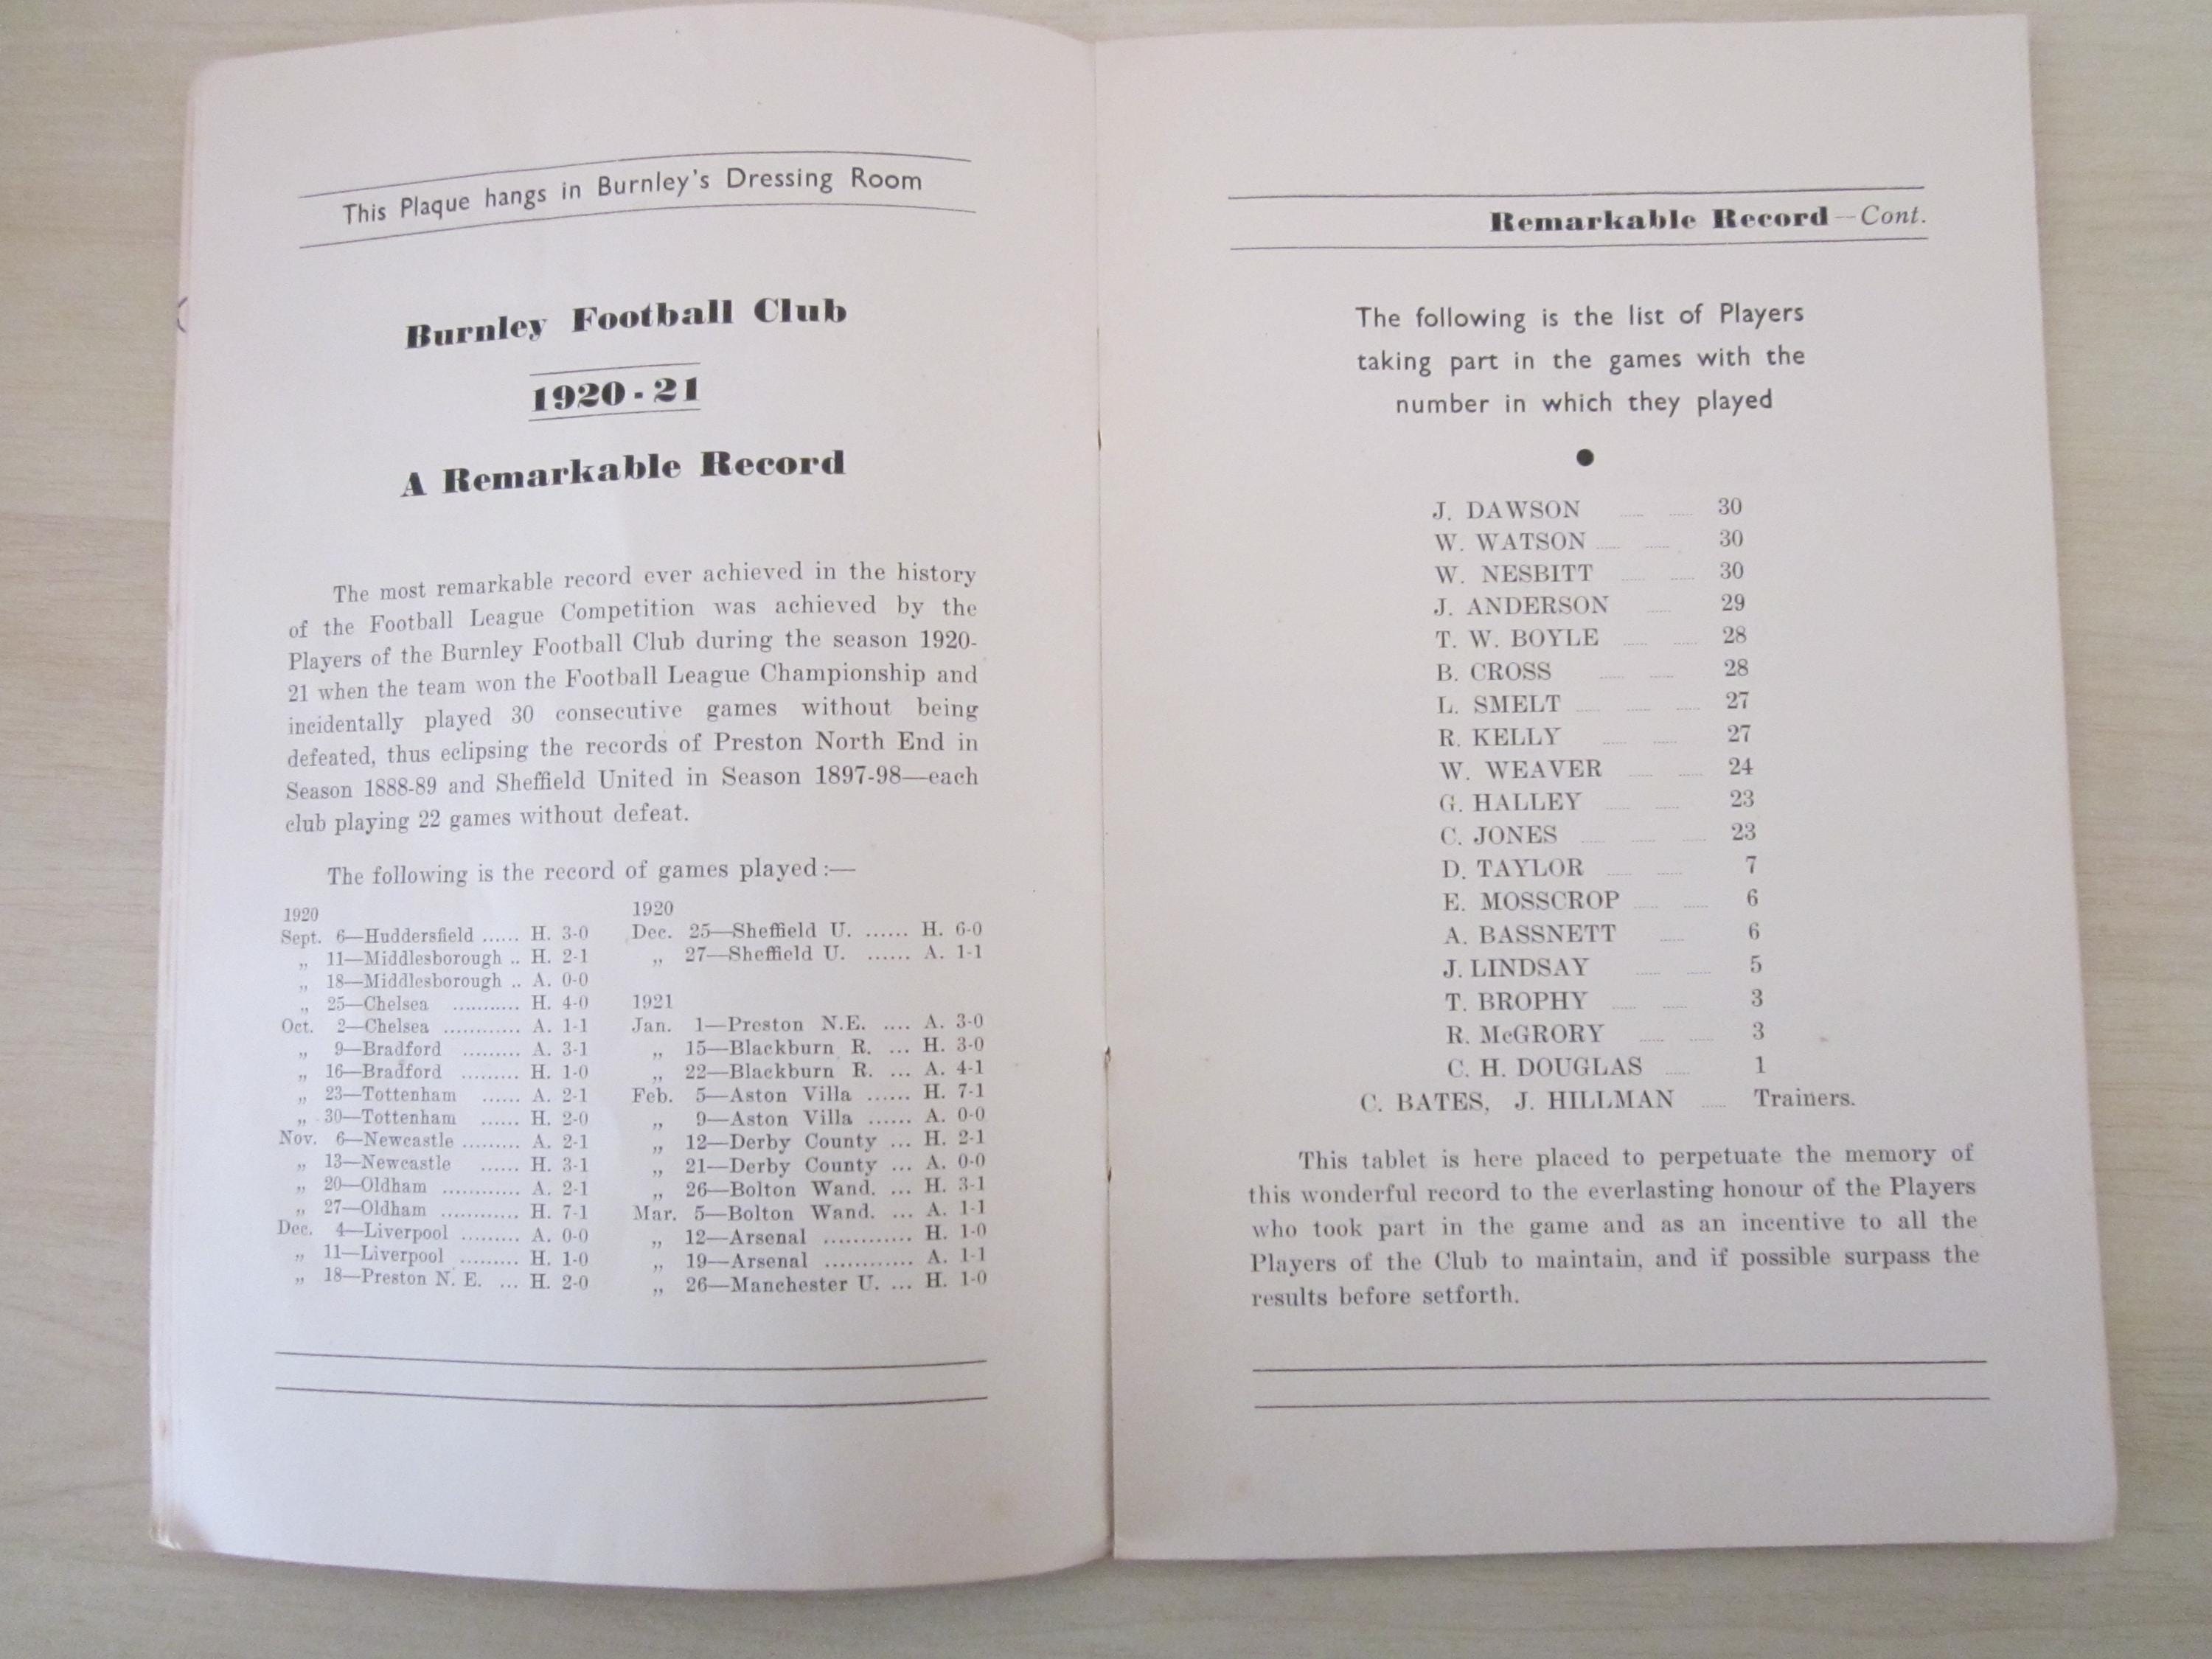 This Plaque hangs in Burnley's Dressing Room
Burnley Football Club
1920-21
A Remarkable Record
The most remarkable record ever achieved in the history
of the Football League Competition was achieved by the
Players of the Burnley Football Club during the season 1920-
21 when the team won the Football League Championship and
incidentally played 30 consecutive games without being
defeated, thus eclipsing the records of Preston North End in
Season 1888-89 and Sheffield United in Season 1897-98—each
club playing 22 games without defeat.
The following is the record of games played:—
1920
Sept. 6—Huddersfield ...... H. 3-0
„ 11—Middlesborough .. H. 2-1
„ 18—Middlesborough .. A. 0-0
„ 25—Chelsea ........... H. 4-0
Oct. 2—Chelsea ............ A. 1-1
„ 9—Bradford ......... A. 3-1
„ 16—Bradford ......... H. 1-0
„ 23—Tottenham ...... A. 2-1
„ 30—Tottenham ...... H. 2-0
Nov. 6—Newcastle ......... A. 2-1
„ 13—Newcastle ...... H. 3-1
„ 20—Oldham ............ A. 2-1
„ 27—Oldham ............ H. 7-1
Dec. 4—Liverpool ......... A. 0-0
„ 11—Liverpool ......... H. 1-0
„ 18—Preston N. E. ... H. 2-0
1920
Dec. 25—Sheffield U. ...... H. 6-0
„ 27—Sheffield U. ...... A. 1-1
1921
Jan. 1—Preston N.E. .... A. 3-0
„ 15—Blackburn R. ... H. 3-0
„ 22—Blackburn R. ... A. 4-1
Feb. 5—Aston Villa ...... H. 7-1
„ 9—Aston Villa ...... A. 0-0
„ 12—Derby County ... H. 2-1
„ 21—Derby County ... A. 0-0
„ 26—Bolton Wand. ... H. 3-1
Mar. 5—Bolton Wand. ... A. 1-1
„ 12—Arsenal ............ H. 1-0
„ 19—Arsenal ............ A. 1-1
„ 26—Manchester U. ... H. 1-0
Remarkable Record—Cont.
The following is the list of Players
taking part in the games with the
number in which they played
●
J. DAWSON ...... ...... 30
W. WATSON ...... ...... 30
W. NESBITT ...... ...... 30
J. ANDERSON ...... 29
T. W. BOYLE ...... ...... 28
B. CROSS ...... ...... 28
L. SMELT ...... ...... ...... 27
R. KELLY ...... ...... 27
W. WEAVER ...... ...... 24
G. HALLEY ...... ...... 23
C. JONES ...... ...... ...... 23
D. TAYLOR ...... ...... 7
E. MOSSCROP ...... ...... 6
A. BASSNETT ...... 6
J. LINDSAY ...... ...... 5
T. BROPHY ...... ...... 3
R. McGRORY ...... ...... 3
C. H. DOUGLAS ...... 1
C. BATES, J. HILLMAN ...... Trainers.
This tablet is here placed to perpetuate the memory of
this wonderful record to the everlasting honour of the Players
who took part in the game and as an incentive to all the
Players of the Club to maintain, and if possible surpass the
results before setforth.